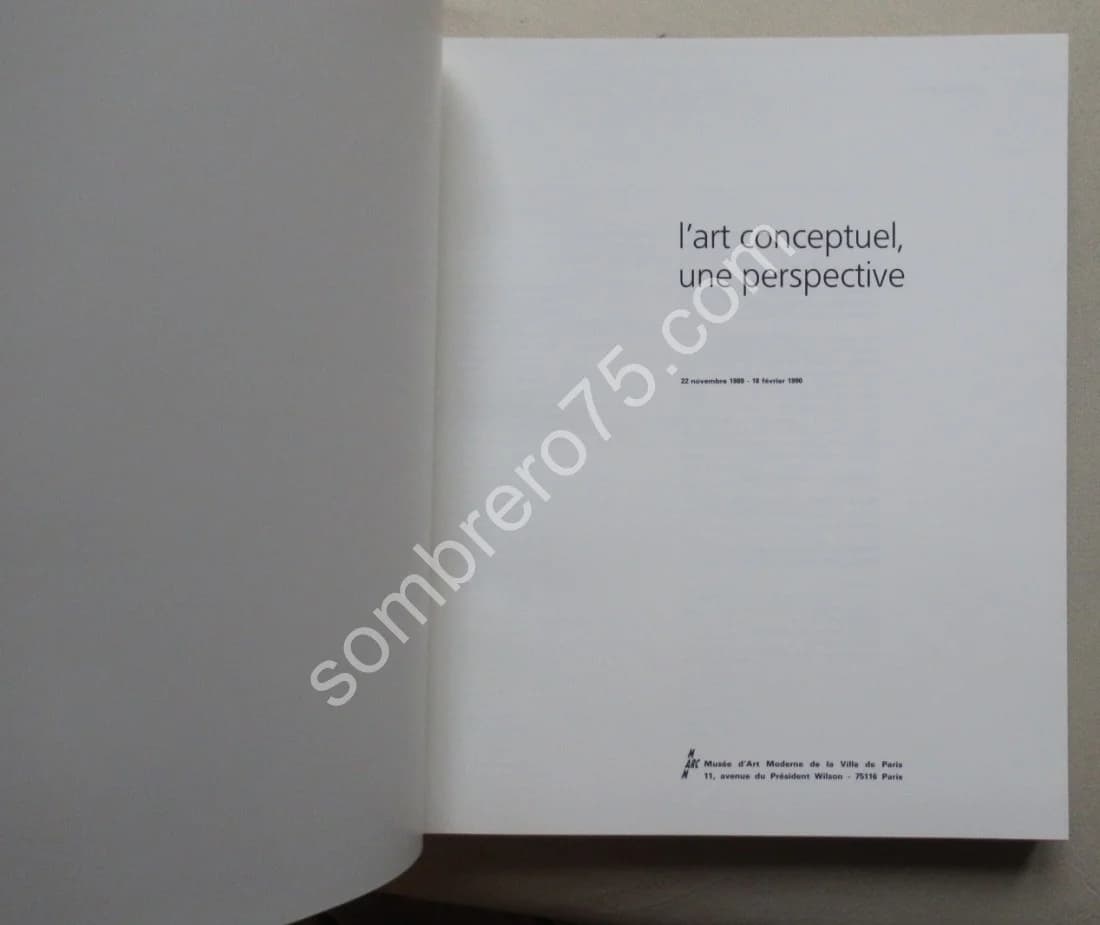 l'art conceptuel,
une perspective
22 novembre 1989 - 18 février 1990
M
ARC
M
Musée d'Art Moderne de la Ville de Paris
11, avenue du Président Wilson - 75116 Paris
sombrero75.com